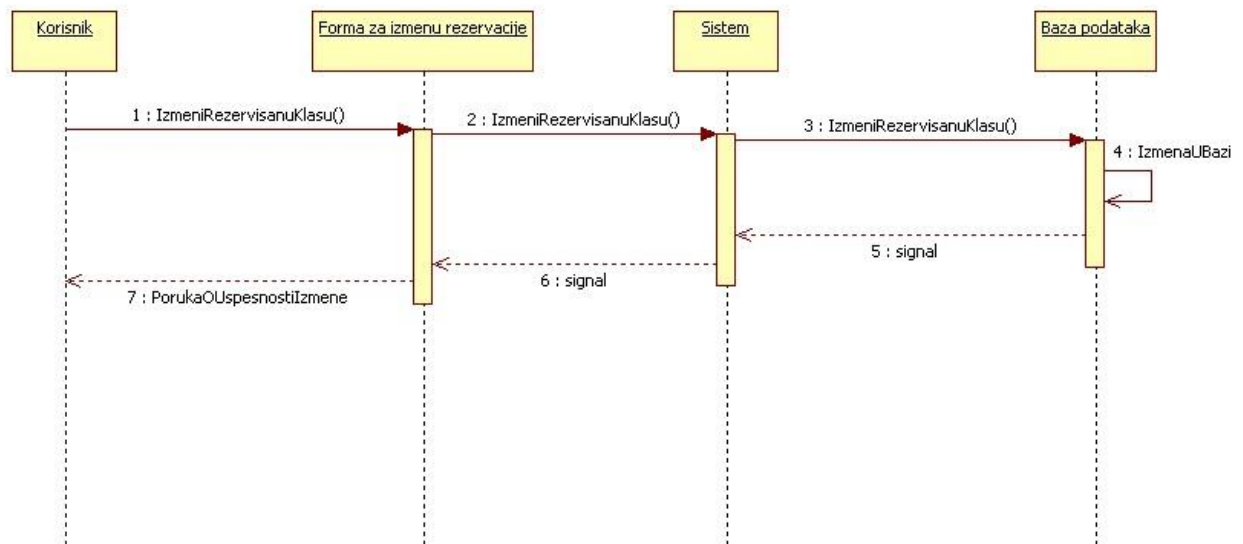 Korisnik
Forma za izmenu rezervacije
Sistem
Baza podataka
1 : IzmeniRezervisanuKlasu()
2 : IzmeniRezervisanuKlasu()
3 : IzmeniRezervisanuKlasu()
4 : IzmenaUBazi
5 : signal
6 : signal
7 : PorukaOUspesnostiIzmene